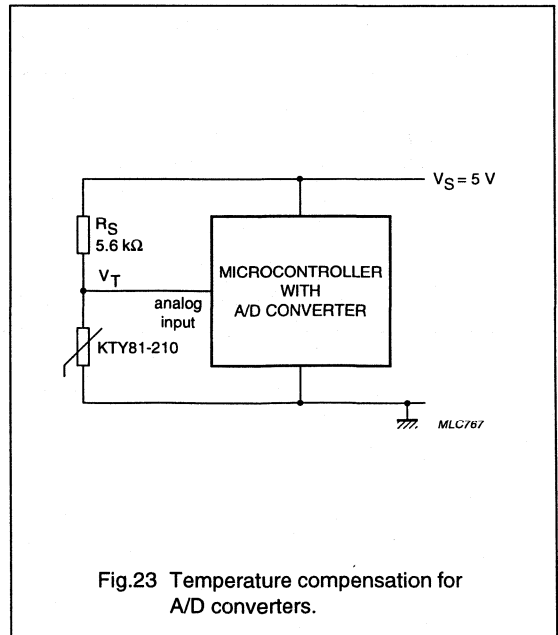 V_S = 5 V
R_S
5.6 kΩ
V_T
analog
input
MICROCONTROLLER
WITH
A/D CONVERTER
KTY81-210
MLC767
Fig.23 Temperature compensation for
A/D converters.